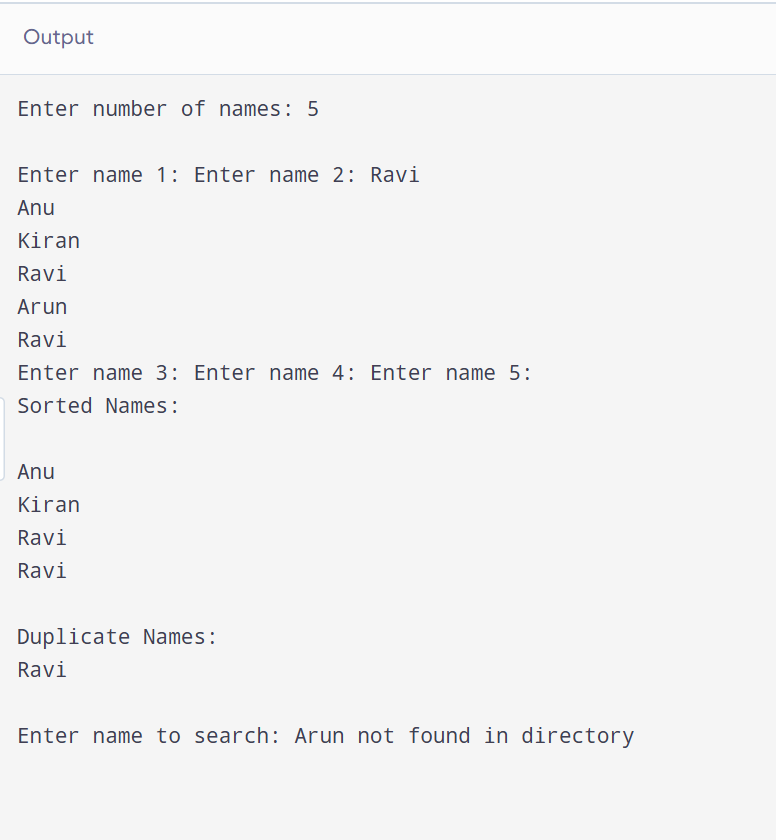 Output
Enter number of names: 5
Enter name 1: Enter name 2: Ravi
Anu
Kiran
Ravi
Arun
Ravi
Enter name 3: Enter name 4: Enter name 5:
Sorted Names:
Anu
Kiran
Ravi
Ravi
Duplicate Names:
Ravi
Enter name to search: Arun not found in directory